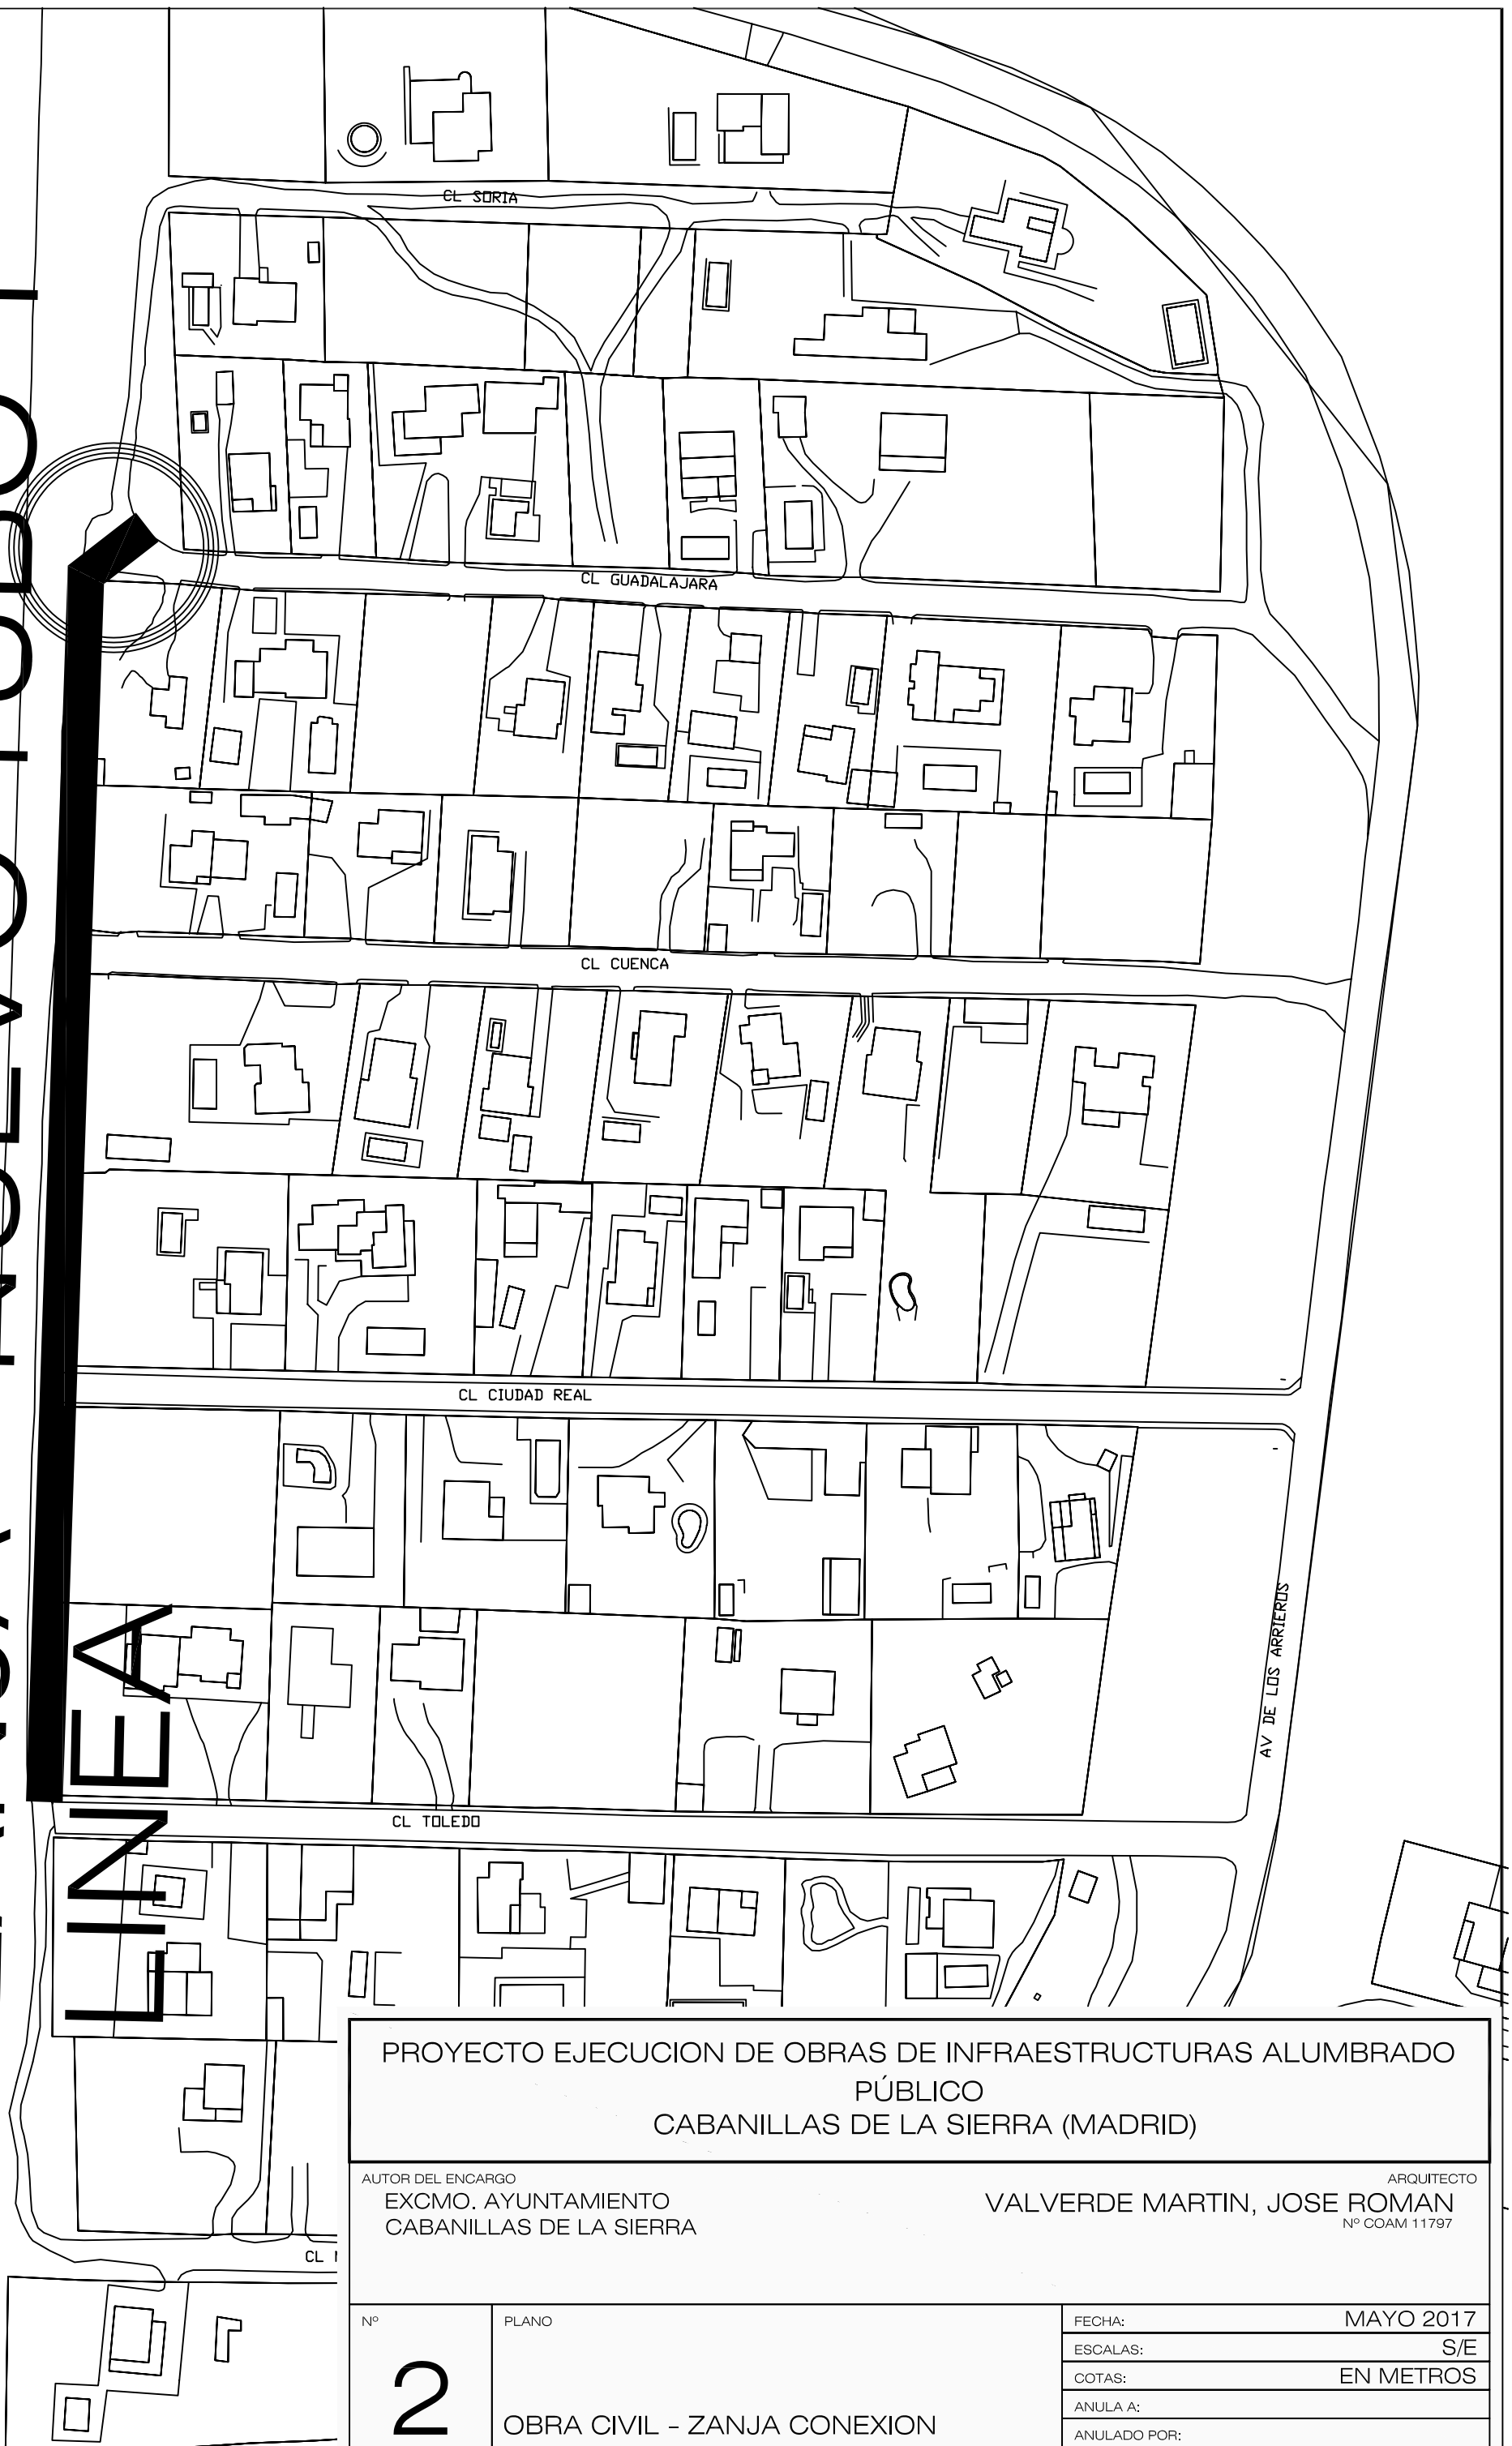 CL SORIA
CL GUADALAJARA
CL CUENCA
CL CIUDAD REAL
AV DE LOS ARRIEROS
LINEA
CL TOLEDO
CL
PROYECTO EJECUCION DE OBRAS DE INFRAESTRUCTURAS ALUMBRADO
PÚBLICO
CABANILLAS DE LA SIERRA (MADRID)
AUTOR DEL ENCARGO
EXCMO. AYUNTAMIENTO
CABANILLAS DE LA SIERRA
ARQUITECTO
VALVERDE MARTIN, JOSE ROMAN
Nº COAM 11797
Nº
2
PLANO
OBRA CIVIL - ZANJA CONEXION
FECHA: MAYO 2017
ESCALAS: S/E
COTAS: EN METROS
ANULA A:
ANULADO POR: